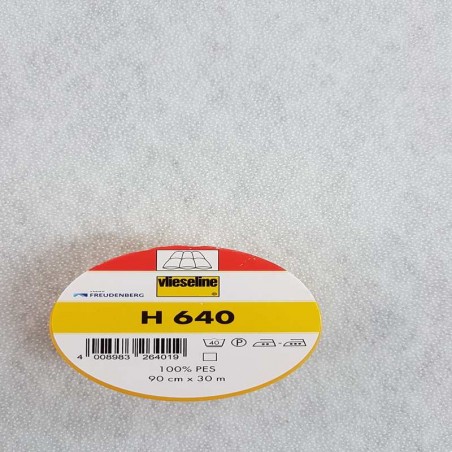 vlieseline
FREUDENBERG
H 640
4 008983 264019
40 P
100% PES
90 cm x 30 m